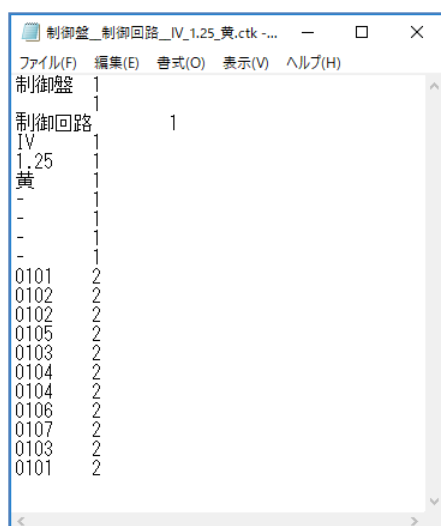 制御盤__制御回路__IV_1.25_黄.ctk -...
ファイル(F) 編集(E) 書式(O) 表示(V) ヘルプ(H)
制御盤 1
1
制御回路 1
IV 1
1.25 1
黄 1
- 1
- 1
- 1
- 1
0101 2
0102 2
0102 2
0105 2
0103 2
0104 2
0104 2
0106 2
0107 2
0103 2
0101 2